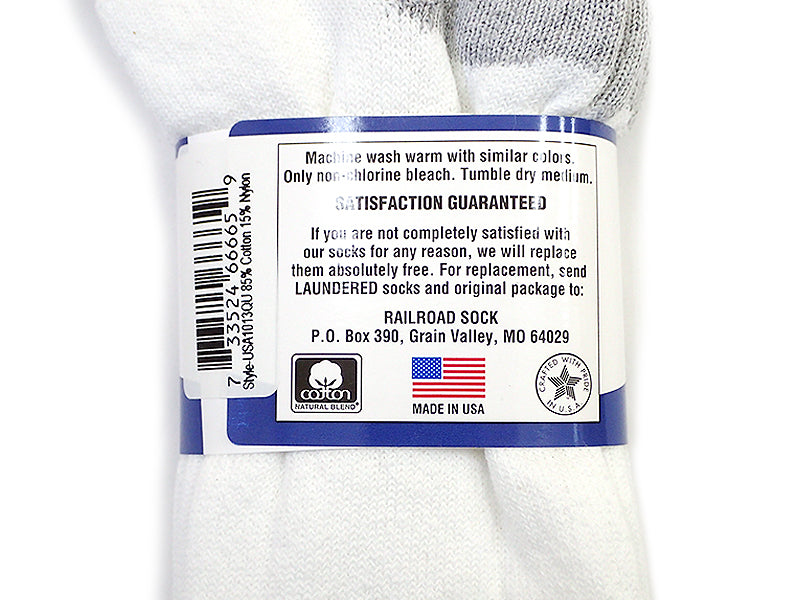 Machine wash warm with similar colors.
Only non-chlorine bleach. Tumble dry medium.
SATISFACTION GUARANTEED
If you are not completely satisfied with
our socks for any reason, we will replace
them absolutely free. For replacement, send
LAUNDERED socks and original package to:
RAILROAD SOCK
P.O. Box 390, Grain Valley, MO 64029
cotton
NATURAL BLEND
MADE IN USA
CRAFTED WITH PRIDE
IN U.S.A.
7 33524 66665 9
Style-USA1013QU 85% Cotton 15% Nylon